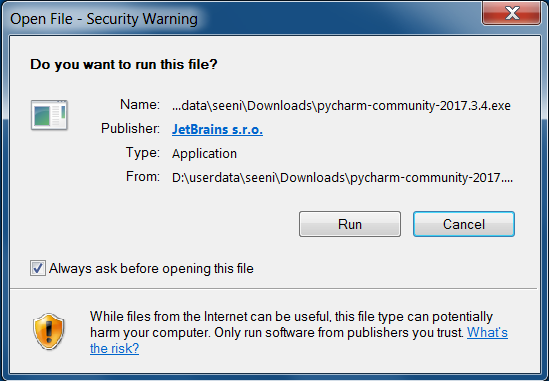 Open File - Security Warning
Do you want to run this file?
Name: ...data\seeni\Downloads\pycharm-community-2017.3.4.exe
Publisher: JetBrains s.r.o.
Type: Application
From: D:\userdata\seeni\Downloads\pycharm-community-2017....
Run Cancel
Always ask before opening this file
While files from the Internet can be useful, this file type can potentially
harm your computer. Only run software from publishers you trust. What's
the risk?